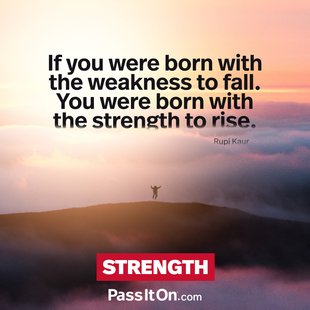 If you were born with
the weakness to fall.
You were born with
the strength to rise.
Rupi Kaur
STRENGTH
PassItOn.com